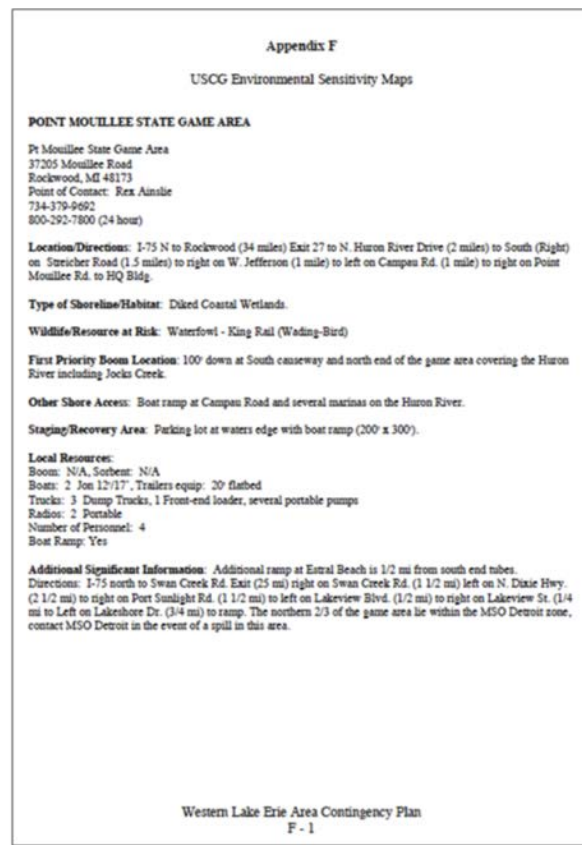 Appendix F
USCG Environmental Sensitivity Maps
POINT MOUILLEE STATE GAME AREA
Pt Mouillee State Game Area
37205 Mouillee Road
Rockwood, MI 48173
Point of Contact: Rex Ainslie
734-379-9692
800-292-7800 (24 hour)
Location/Directions: I-75 N to Rockwood (34 miles) Exit 27 to N. Huron River Drive (2 miles) to South (Right)
on Streicher Road (1.5 miles) to right on W. Jefferson (1 mile) to left on Campau Rd. (1 mile) to right on Point
Mouillee Rd. to HQ Bldg.
Type of Shoreline/Habitat: Diked Coastal Wetlands.
Wildlife/Resource at Risk: Waterfowl - King Rail (Wading-Bird)
First Priority Boom Location: 100' down at South causeway and north end of the game area covering the Huron
River including Jocks Creek.
Other Shore Access: Boat ramp at Campau Road and several marinas on the Huron River.
Staging/Recovery Area: Parking lot at waters edge with boat ramp (200' x 300').
Local Resources:
Boom: N/A, Sorbent: N/A
Boats: 2 Jon 12'/17', Trailers equip: 20' flatbed
Trucks: 3 Dump Trucks, 1 Front-end loader, several portable pumps
Radios: 2 Portable
Number of Personnel: 4
Boat Ramp: Yes
Additional Significant Information: Additional ramp at Estral Beach is 1/2 mi from south end tubes.
Directions: I-75 north to Swan Creek Rd. Exit (25 mi) right on Swan Creek Rd. (1 1/2 mi) left on N. Dixie Hwy.
(2 1/2 mi) to right on Port Sunlight Rd. (1 1/2 mi) to left on Lakeview Blvd. (1/2 mi) to right on Lakeview St. (1/4
mi to Left on Lakeshore Dr. (3/4 mi) to ramp. The northern 2/3 of the game area lie within the MSO Detroit zone,
contact MSO Detroit in the event of a spill in this area.
Western Lake Erie Area Contingency Plan
F - 1